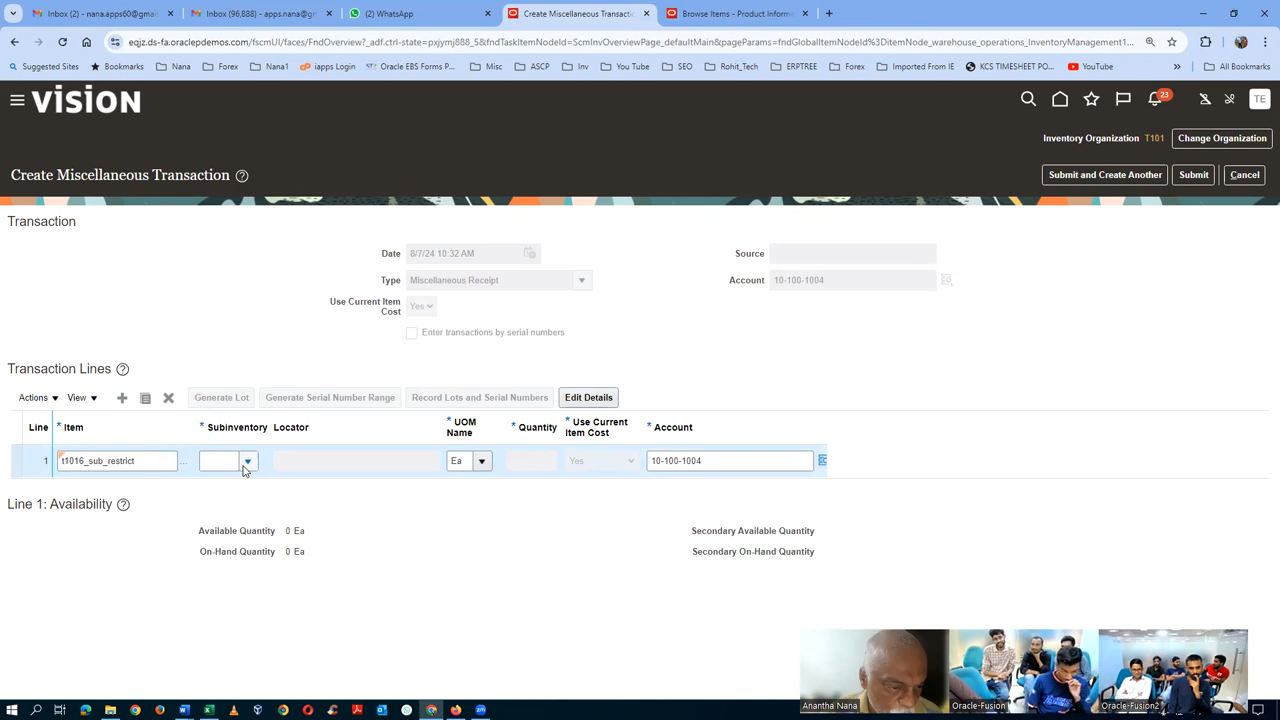 Inbox (2) - nana.apps60@gmail
Inbox (96,888) - apps.nana@gm
(2) WhatsApp
Create Miscellaneous Transactic
Browse Items - Product Informa
eqjz.ds-fa.oraclepdemos.com/fscmUI/faces/FndOverview?_adf.ctrl-state=pxjymj888_5&fndTaskItemNodeId=ScmInvOverviewPage_defaultMain&pageParams=fndGlobalItemNodeId%3DitemNode_warehouse_operations_InventoryManagement1...
Suggested Sites
Bookmarks
Nana
Forex
Nana1
iapps Login
Oracle EBS Forms P...
Misc
ASCP
Inv
You Tube
SEO
Rohit_Tech
ERPTREE
Forex
Imported From IE
KCS TIMESHEET PO...
YouTube
»
All Bookmarks
VISION
23
TE
Inventory Organization T101 Change Organization
Create Miscellaneous Transaction
Submit and Create Another Submit Cancel
Transaction
Date 8/7/24 10:32 AM
Source
Type Miscellaneous Receipt
Account 10-100-1004
Use Current Item
Cost Yes
Enter transactions by serial numbers
Transaction Lines
Actions View Generate Lot Generate Serial Number Range Record Lots and Serial Numbers Edit Details
Line * Item * Subinventory Locator * UOM Name * Quantity * Use Current Item Cost * Account
1 t1016_sub_restrict ... Ea Yes 10-100-1004
Line 1: Availability
Available Quantity 0 Ea
Secondary Available Quantity
On-Hand Quantity 0 Ea
Secondary On-Hand Quantity
Anantha Nana
Oracle-Fusion
Oracle-Fusion2